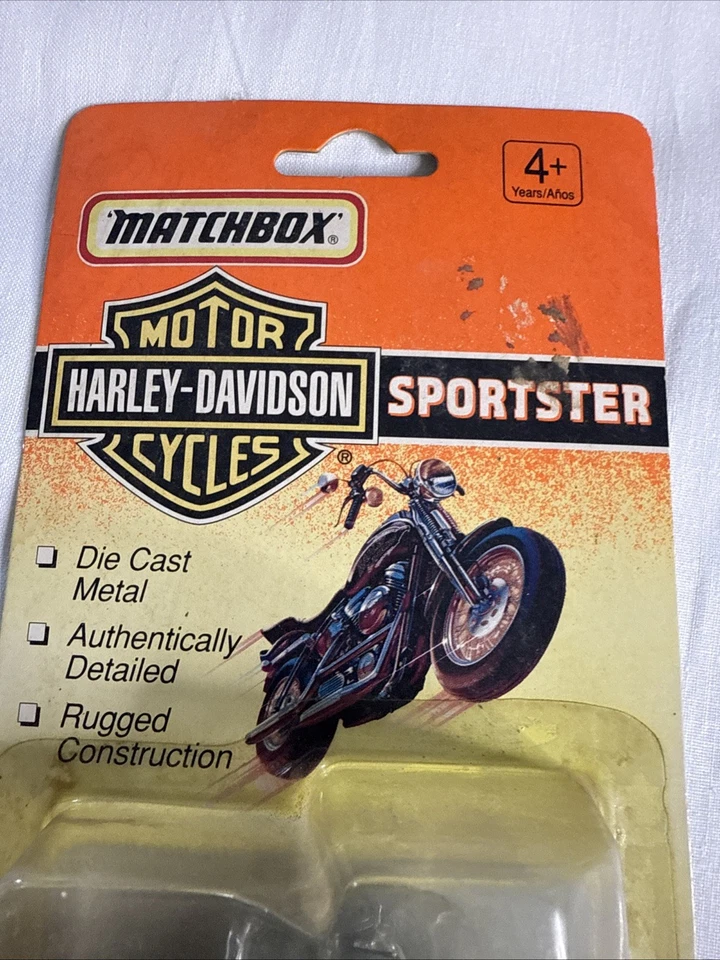 4+
Years/Años
'MATCHBOX'®
MOTOR
HARLEY-DAVIDSON
CYCLES®
SPORTSTER
Die Cast
Metal
Authentically
Detailed
Rugged
Construction